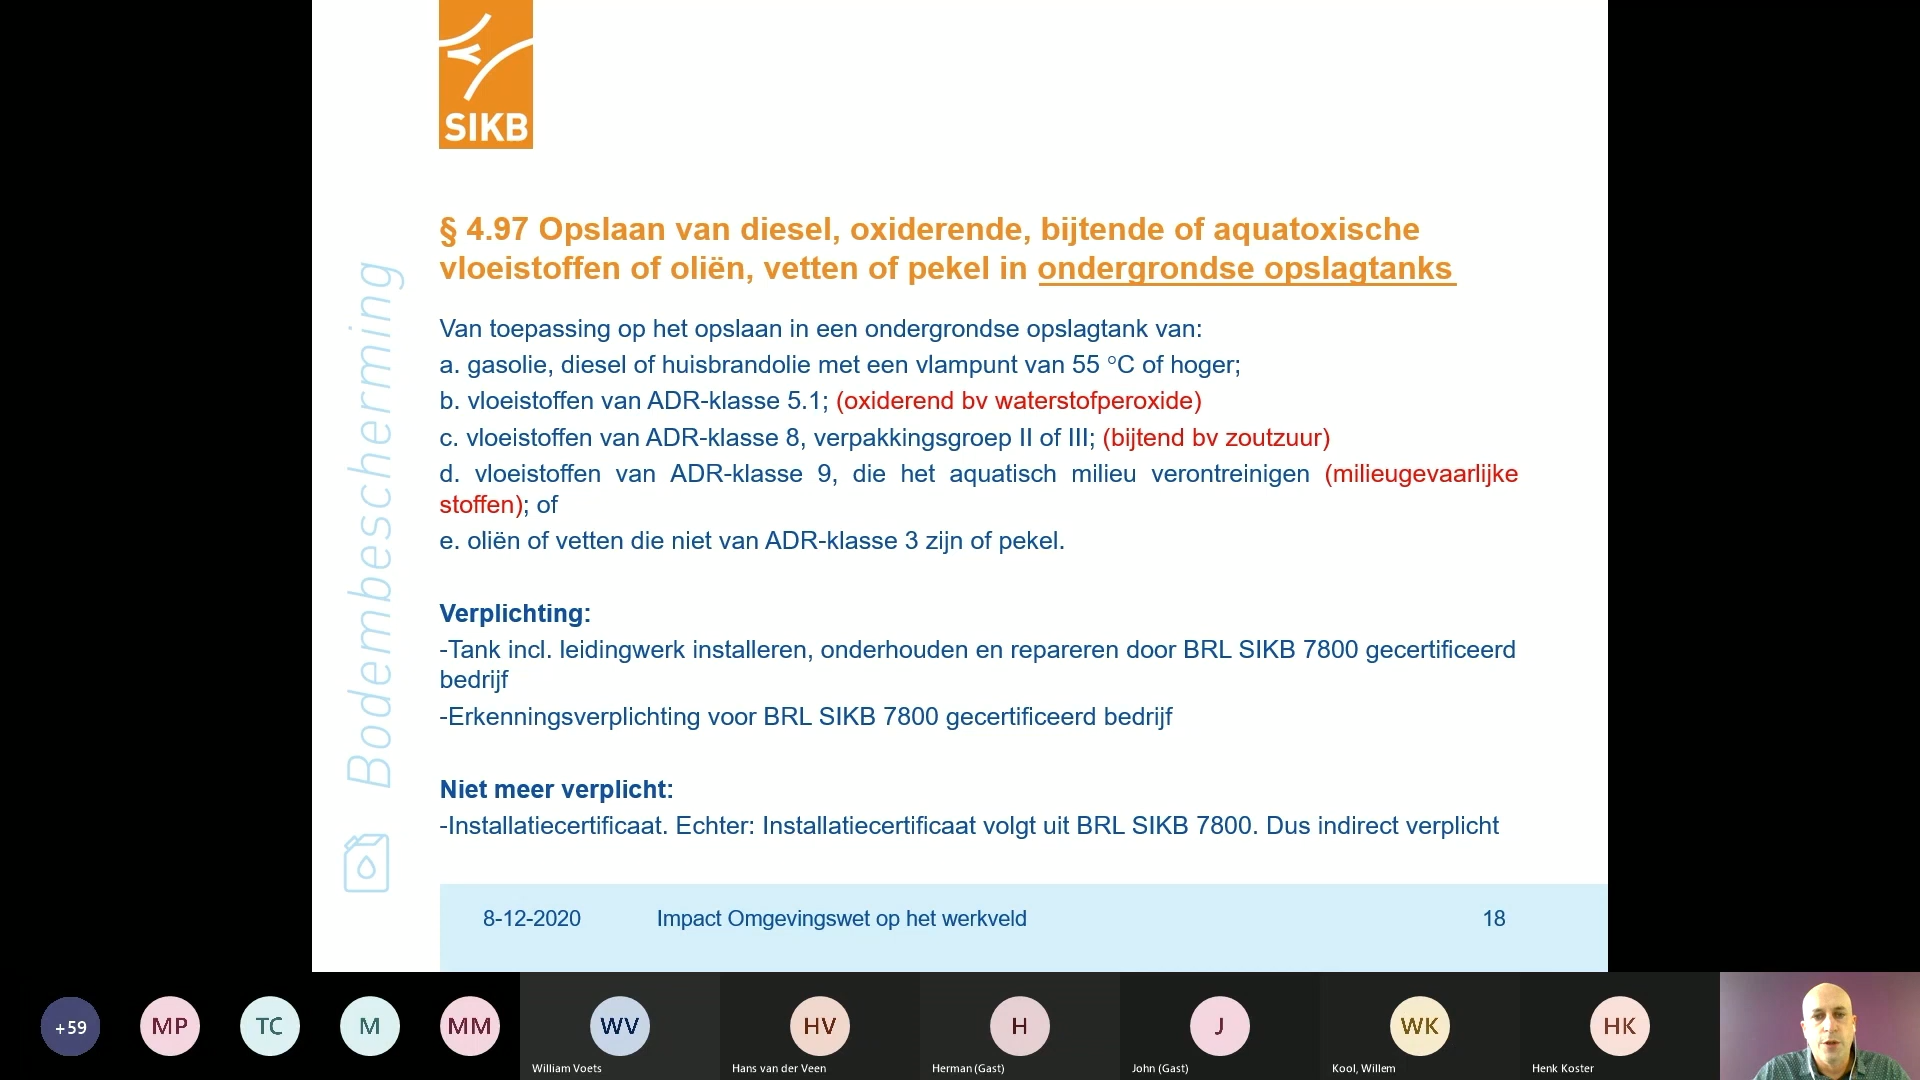 SIKB
§ 4.97 Opslaan van diesel, oxiderende, bijtende of aquatoxische
vloeistoffen of oliën, vetten of pekel in ondergrondse opslagtanks
Van toepassing op het opslaan in een ondergrondse opslagtank van:
a. gasolie, diesel of huisbrandolie met een vlampunt van 55 °C of hoger;
b. vloeistoffen van ADR-klasse 5.1; (oxiderend bv waterstofperoxide)
c. vloeistoffen van ADR-klasse 8, verpakkingsgroep II of III; (bijtend bv zoutzuur)
d. vloeistoffen van ADR-klasse 9, die het aquatisch milieu verontreinigen (milieugevaarlijke
stoffen); of
e. oliën of vetten die niet van ADR-klasse 3 zijn of pekel.
Verplichting:
-Tank incl. leidingwerk installeren, onderhouden en repareren door BRL SIKB 7800 gecertificeerd
bedrijf
-Erkenningsverplichting voor BRL SIKB 7800 gecertificeerd bedrijf
Niet meer verplicht:
-Installatiecertificaat. Echter: Installatiecertificaat volgt uit BRL SIKB 7800. Dus indirect verplicht
Bodembescherming
8-12-2020 Impact Omgevingswet op het werkveld 18
+59 MP TC M MM WV HV H J WK HK
William Voets Hans van der Veen Herman (Gast) John (Gast) Kool, Willem Henk Koster